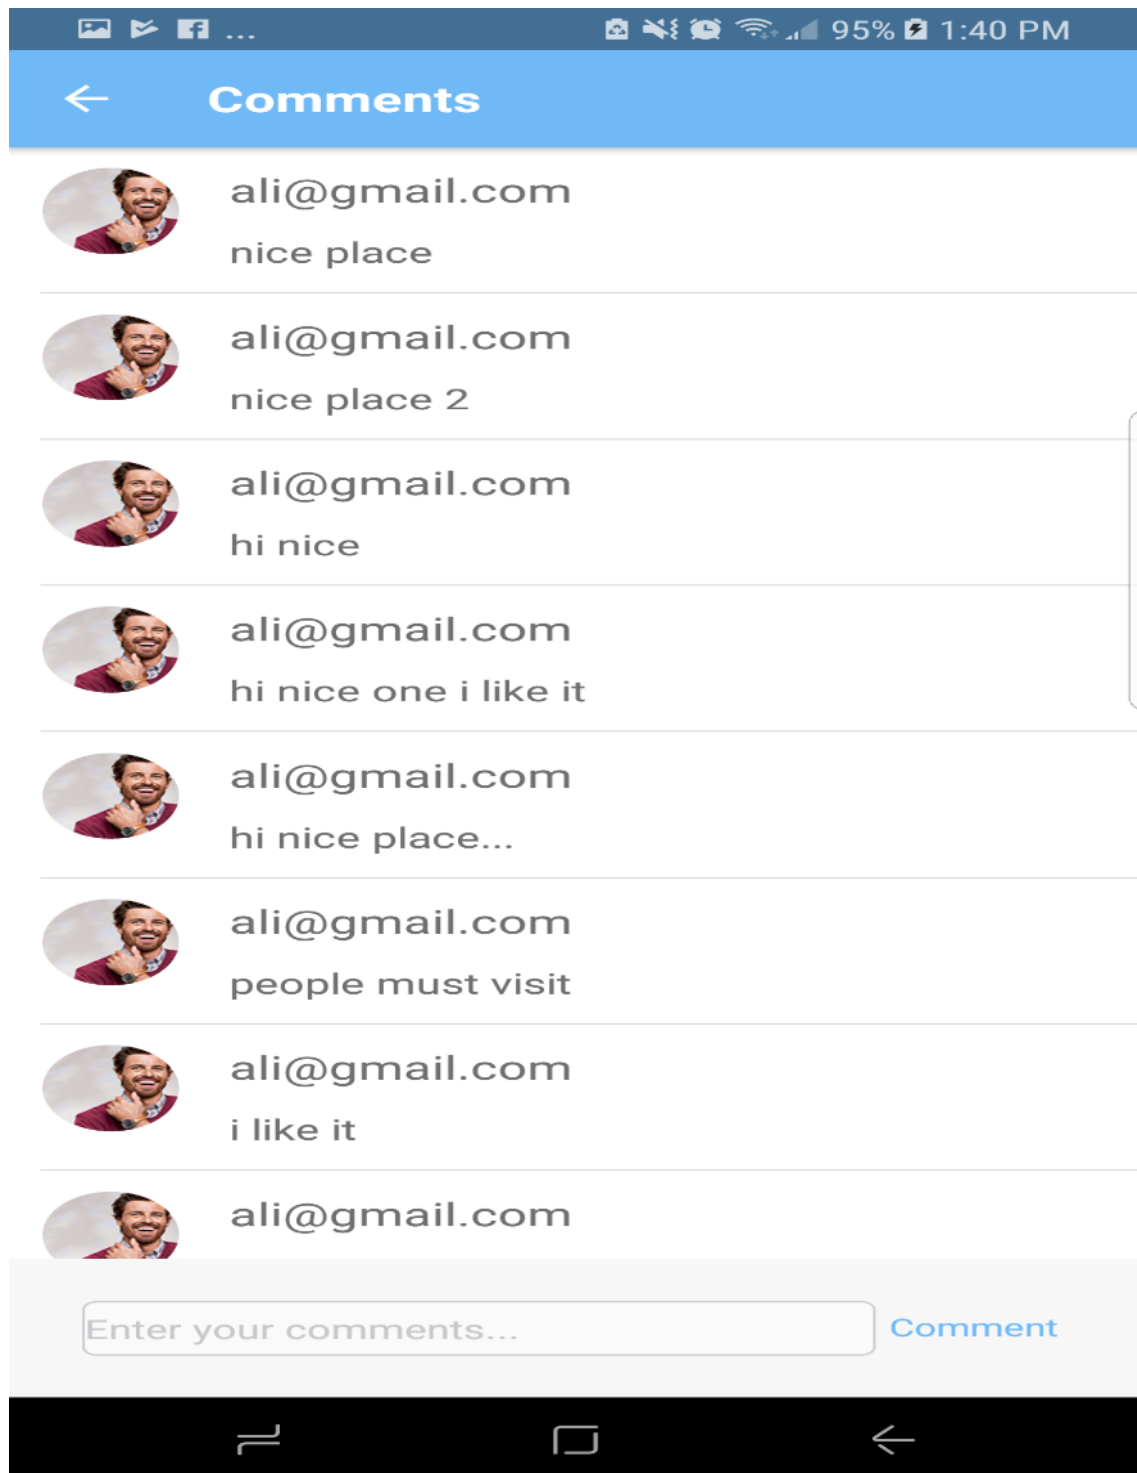 ... 95% 1:40 PM
Comments
ali@gmail.com
nice place
ali@gmail.com
nice place 2
ali@gmail.com
hi nice
ali@gmail.com
hi nice one i like it
ali@gmail.com
hi nice place...
ali@gmail.com
people must visit
ali@gmail.com
i like it
ali@gmail.com
Enter your comments...
Comment